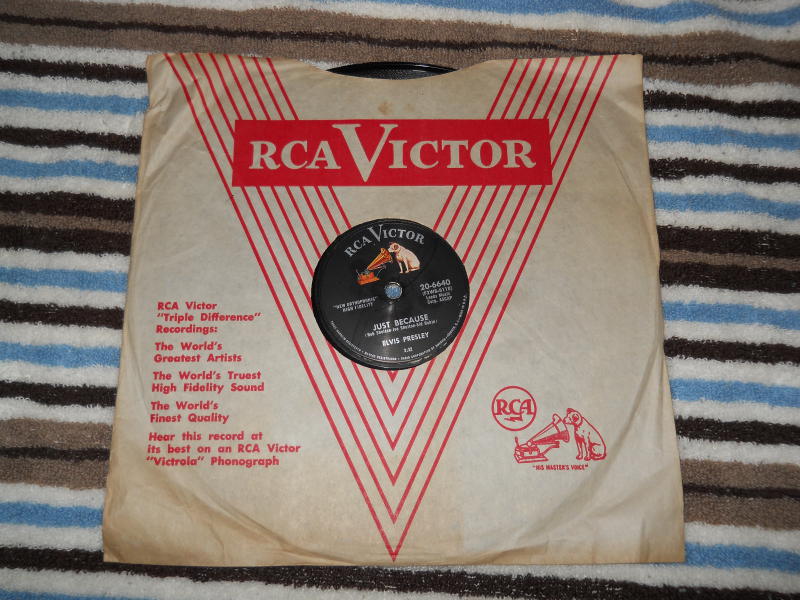 RCA VICTOR
RCA VICTOR
"NEW ORTHOPHONIC"
HIGH FIDELITY
20-6640
JUST BECAUSE
ELVIS PRESLEY
2:32
RCA Victor
"Triple Difference"
Recordings:
The World's
Greatest Artists
The World's Truest
High Fidelity Sound
The World's
Finest Quality
Hear this record at
its best on an RCA Victor
"Victrola" Phonograph
RCA
"HIS MASTER'S VOICE"